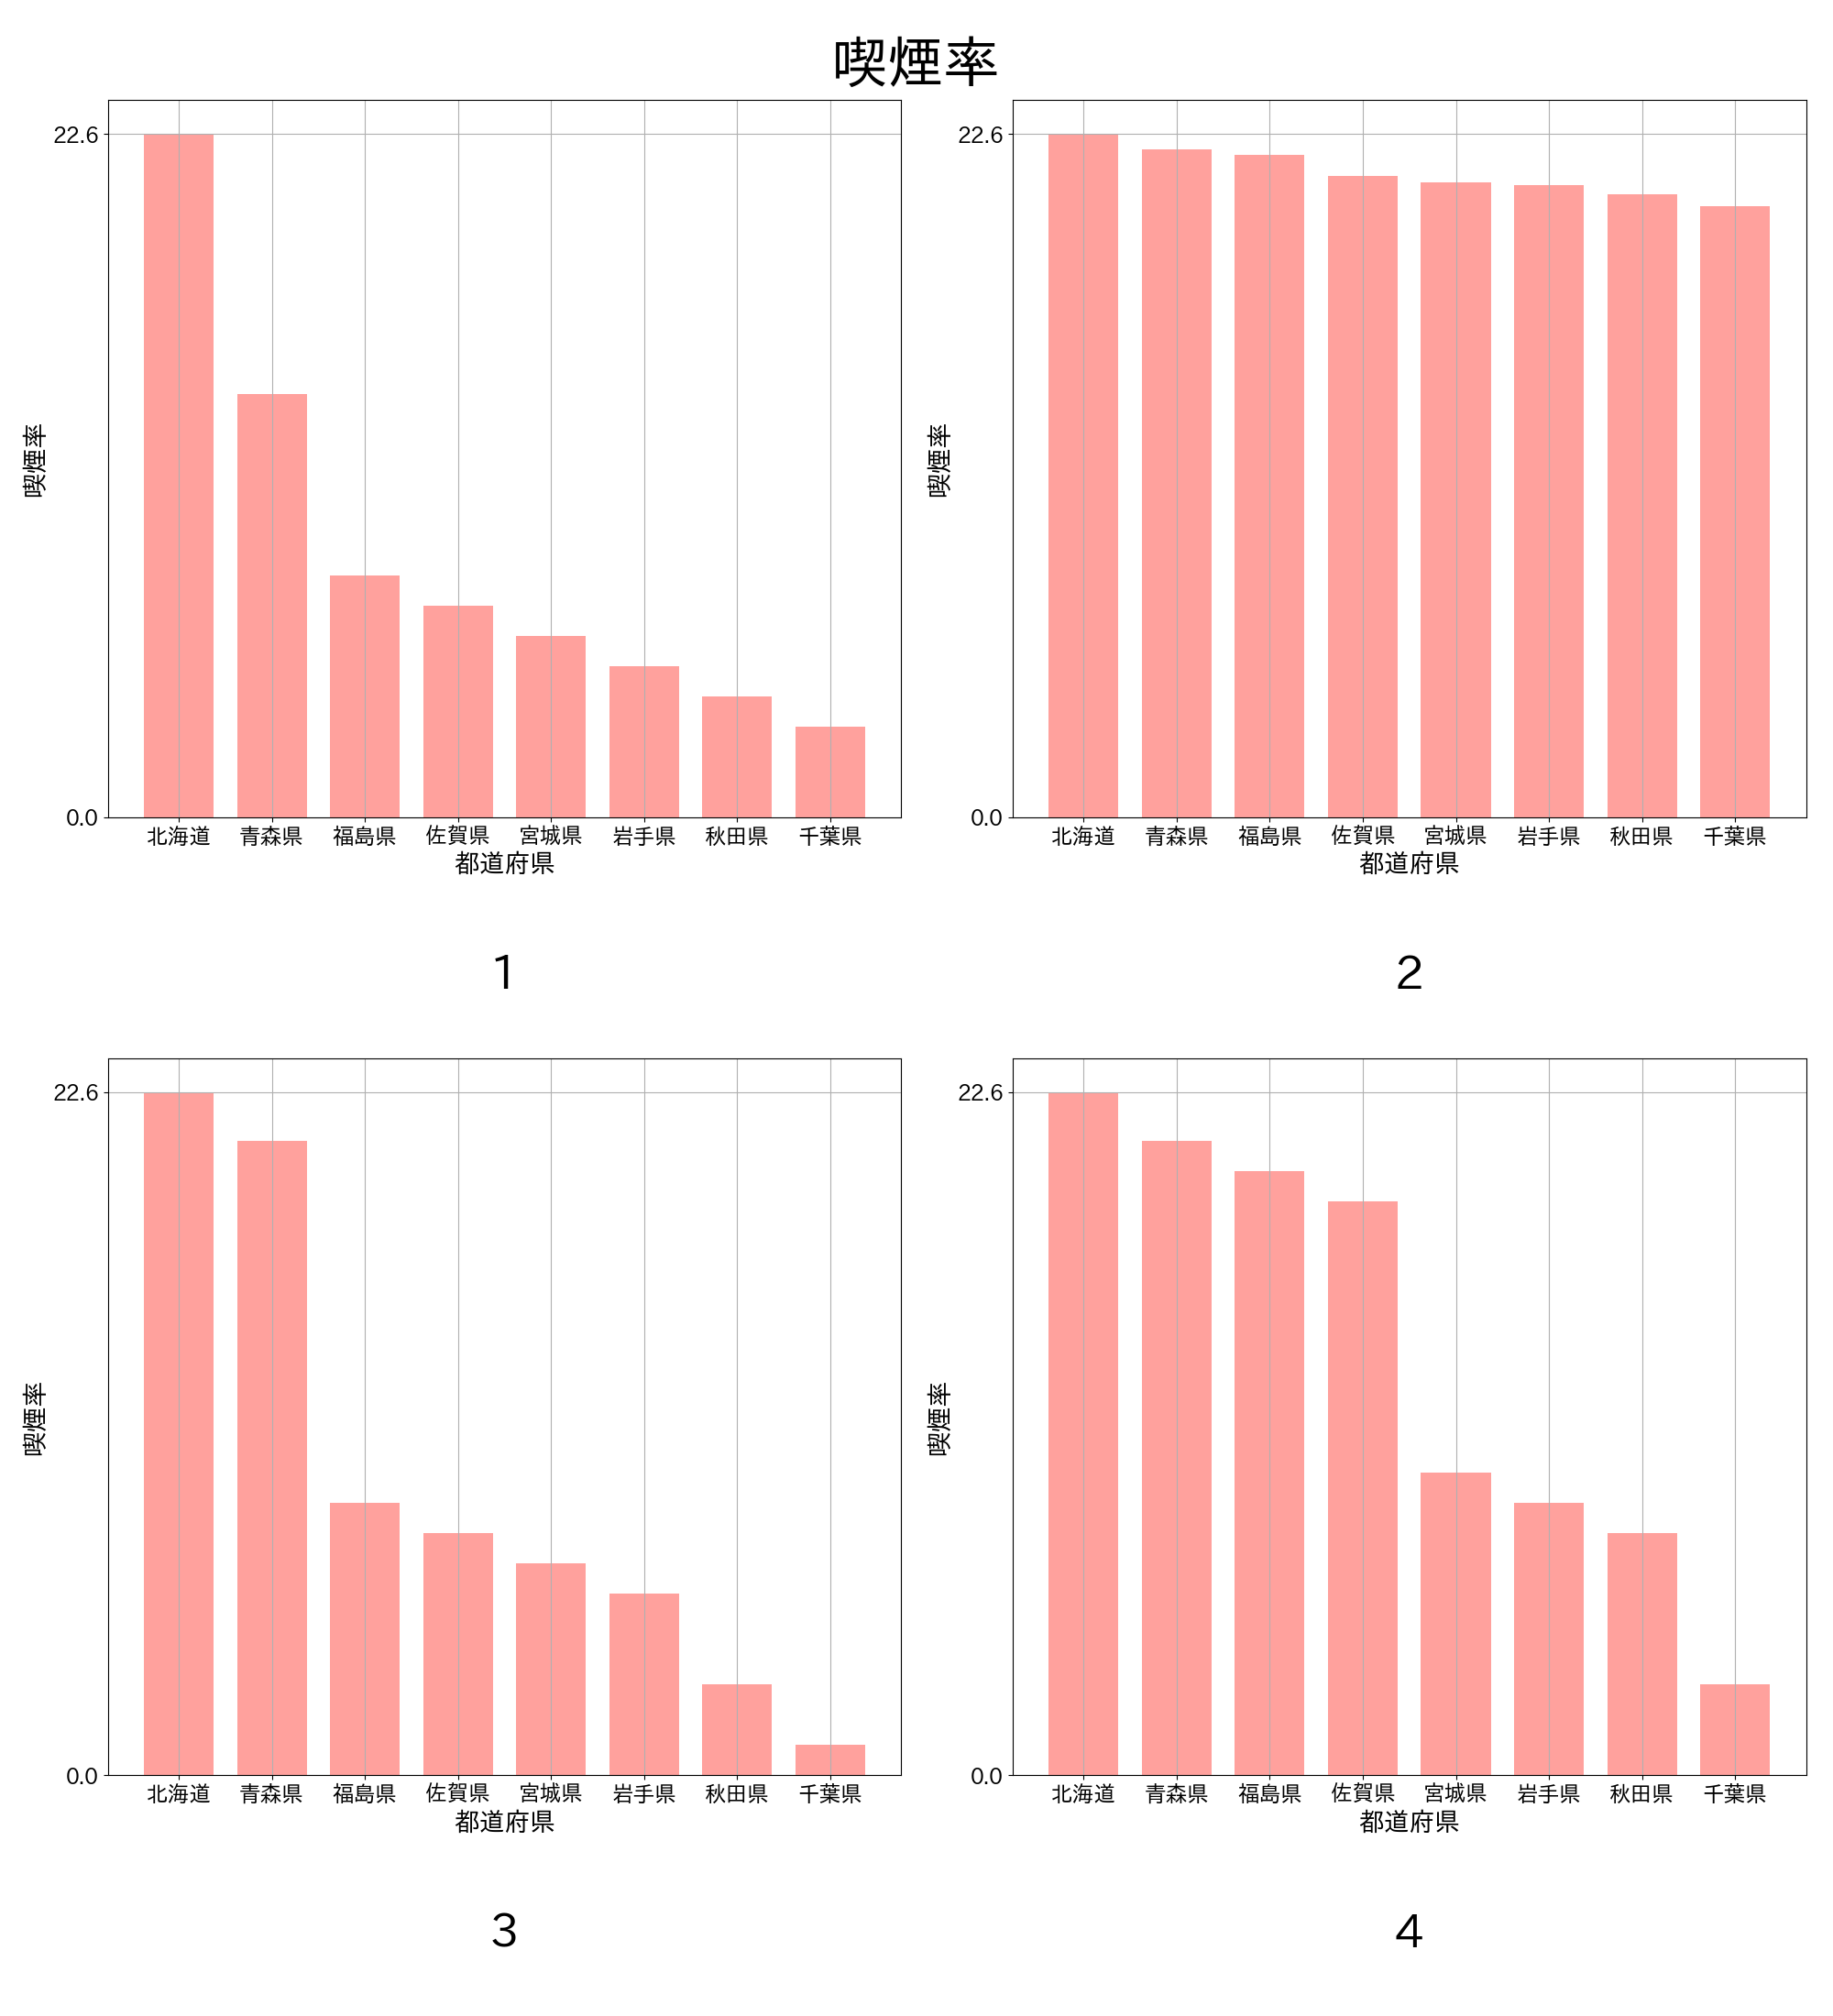 喫煙率
22.6
0.0
喫煙率
北海道 青森県 福島県 佐賀県 宮城県 岩手県 秋田県 千葉県
都道府県
1
22.6
0.0
喫煙率
北海道 青森県 福島県 佐賀県 宮城県 岩手県 秋田県 千葉県
都道府県
2
22.6
0.0
喫煙率
北海道 青森県 福島県 佐賀県 宮城県 岩手県 秋田県 千葉県
都道府県
3
22.6
0.0
喫煙率
北海道 青森県 福島県 佐賀県 宮城県 岩手県 秋田県 千葉県
都道府県
4